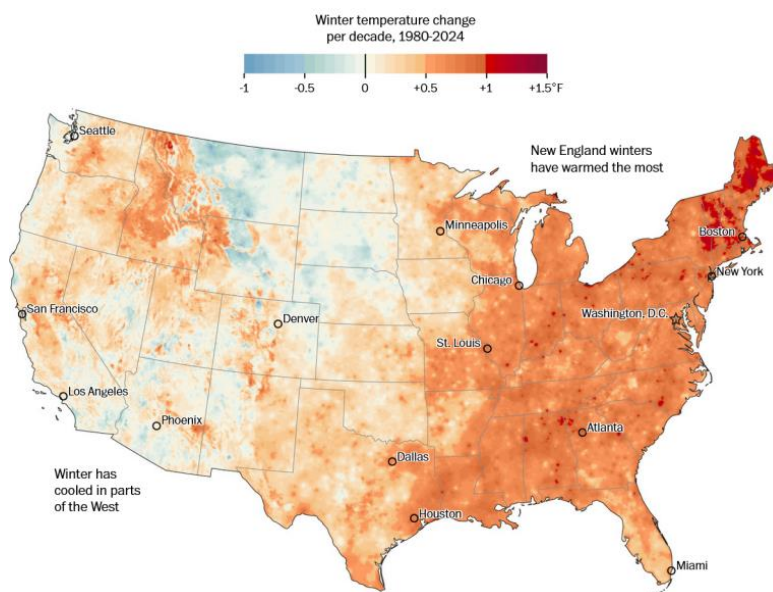 Winter temperature change
per decade, 1980-2024
-1 -0.5 0 +0.5 +1 +1.5°F
New England winters
have warmed the most
Seattle
Minneapolis
Boston
New York
Chicago
San Francisco
Denver
Washington, D.C.
St. Louis
Los Angeles
Phoenix
Atlanta
Dallas
Winter has
cooled in parts
of the West
Houston
Miami